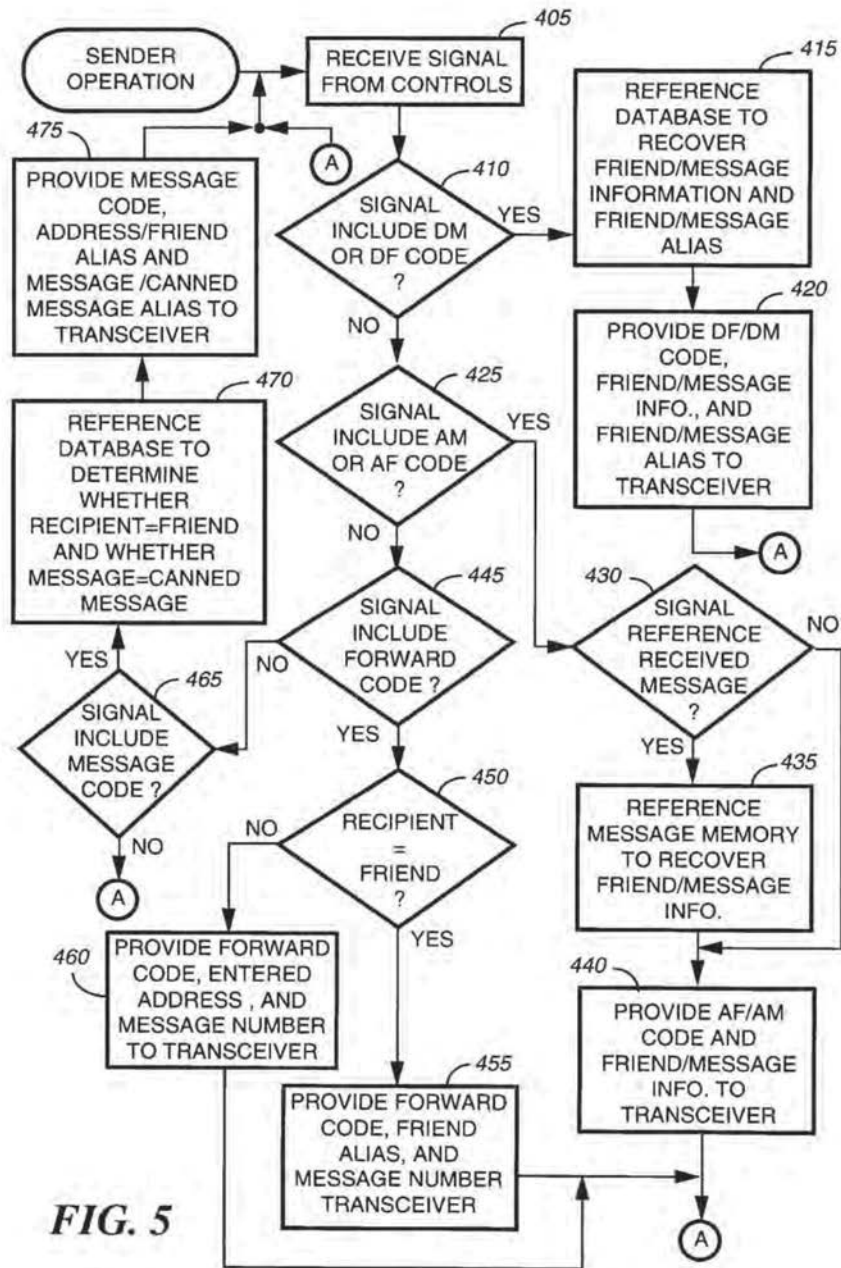 SENDER
OPERATION
405
RECEIVE SIGNAL
FROM CONTROLS
415
REFERENCE
DATABASE TO
RECOVER
FRIEND/MESSAGE
INFORMATION AND
FRIEND/MESSAGE
ALIAS
475
A
PROVIDE MESSAGE
CODE,
ADDRESS/FRIEND
ALIAS AND
MESSAGE /CANNED
MESSAGE ALIAS TO
TRANSCEIVER
410
SIGNAL
INCLUDE DM
OR DF CODE
?
YES
NO
420
PROVIDE DF/DM
CODE,
FRIEND/MESSAGE
INFO., AND
FRIEND/MESSAGE
ALIAS TO
TRANSCEIVER
A
425
SIGNAL
INCLUDE AM
OR AF CODE
?
YES
NO
470
REFERENCE
DATABASE TO
DETERMINE
WHETHER
RECIPIENT=FRIEND
AND WHETHER
MESSAGE=CANNED
MESSAGE
430
SIGNAL
REFERENCE
RECEIVED
MESSAGE
?
NO
YES
445
SIGNAL
INCLUDE
FORWARD
CODE ?
NO
YES
YES
465
SIGNAL
INCLUDE
MESSAGE
CODE ?
NO
A
435
REFERENCE
MESSAGE MEMORY
TO RECOVER
FRIEND/MESSAGE
INFO.
450
RECIPIENT
=
FRIEND
?
NO
YES
460
PROVIDE FORWARD
CODE, ENTERED
ADDRESS , AND
MESSAGE NUMBER
TO TRANSCEIVER
440
PROVIDE AF/AM
CODE AND
FRIEND/MESSAGE
INFO. TO
TRANSCEIVER
455
PROVIDE FORWARD
CODE, FRIEND
ALIAS, AND
MESSAGE NUMBER
TRANSCEIVER
A
FIG. 5